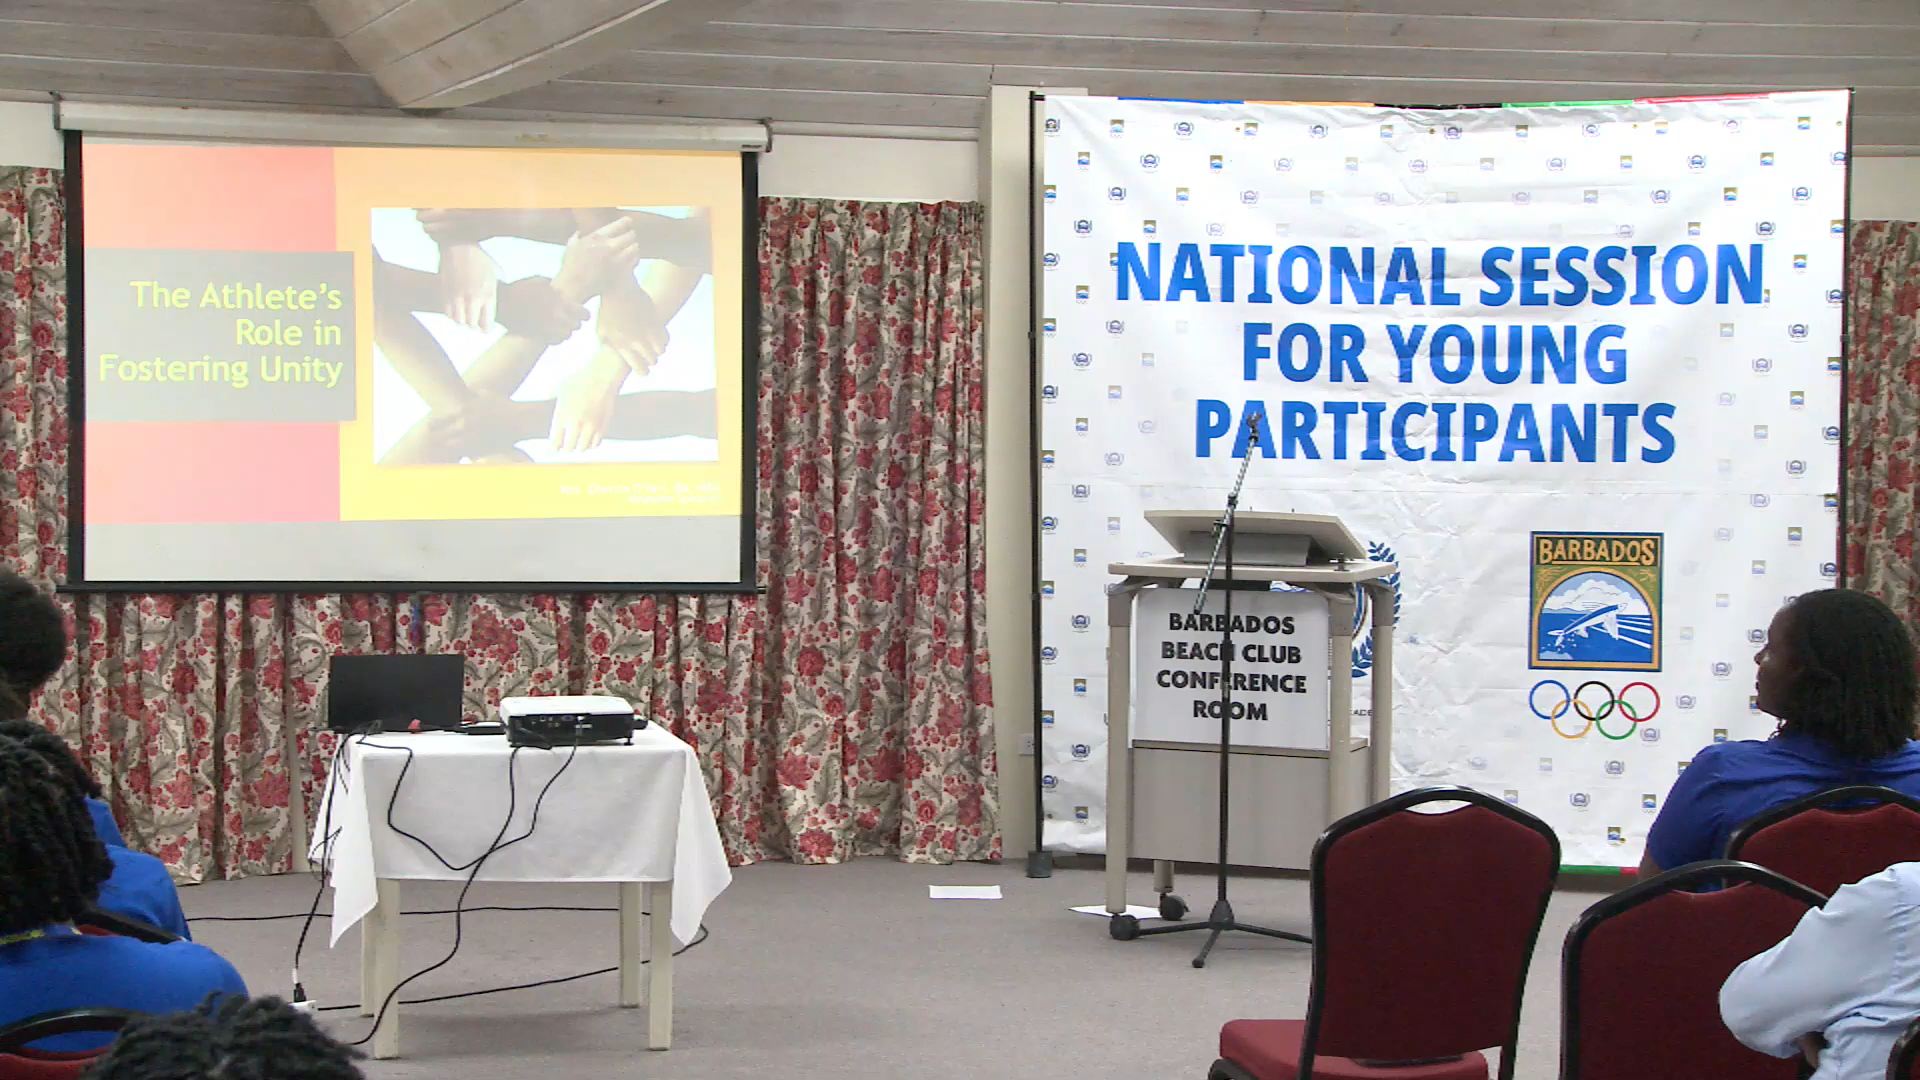 The Athlete's
Role in
Fostering Unity
NATIONAL SESSION
FOR YOUNG
PARTICIPANTS
BARBADOS
BARBADOS
BEACH CLUB
CONFERENCE
ROOM